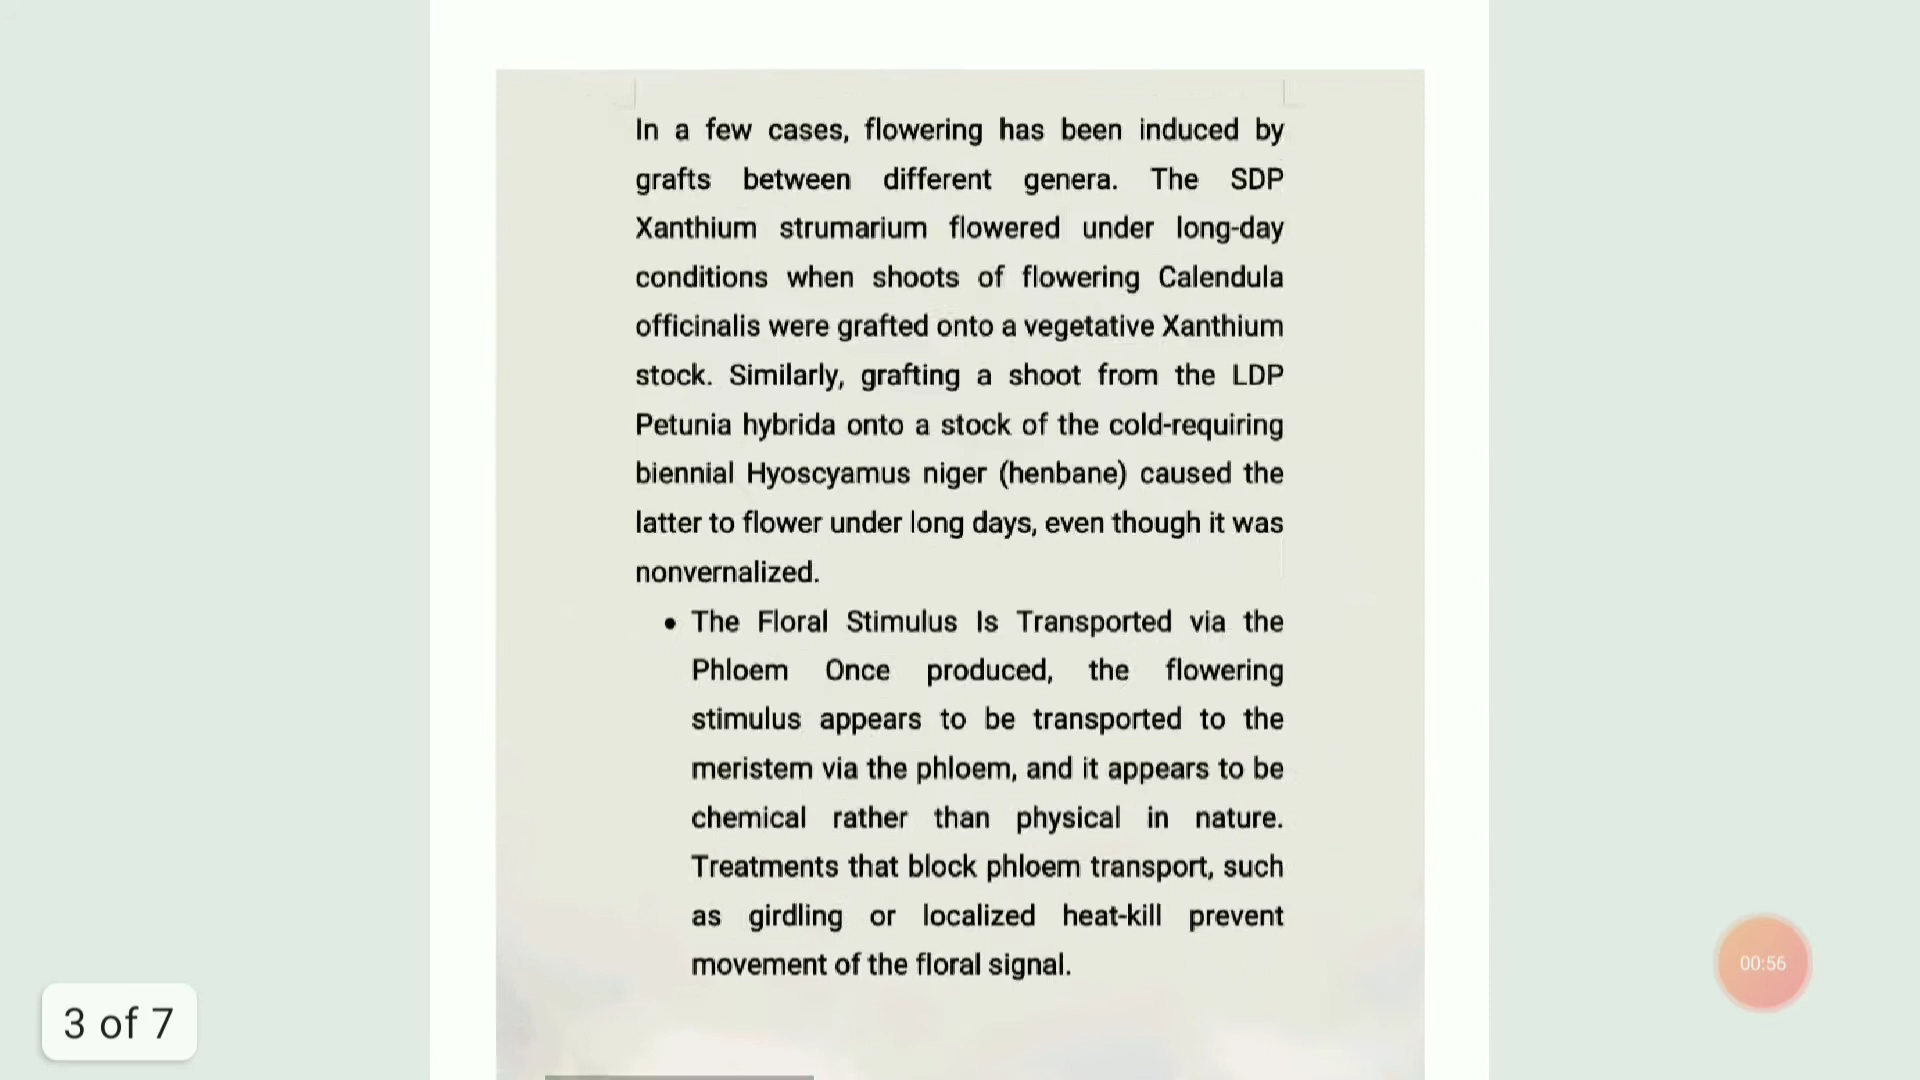 In a few cases, flowering has been induced by
grafts between different genera. The SDP
Xanthium strumarium flowered under long-day
conditions when shoots of flowering Calendula
officinalis were grafted onto a vegetative Xanthium
stock. Similarly, grafting a shoot from the LDP
Petunia hybrida onto a stock of the cold-requiring
biennial Hyoscyamus niger (henbane) caused the
latter to flower under long days, even though it was
nonvernalized.
• The Floral Stimulus Is Transported via the
Phloem Once produced, the flowering
stimulus appears to be transported to the
meristem via the phloem, and it appears to be
chemical rather than physical in nature.
Treatments that block phloem transport, such
as girdling or localized heat-kill prevent
movement of the floral signal.
00:56
3 of 7